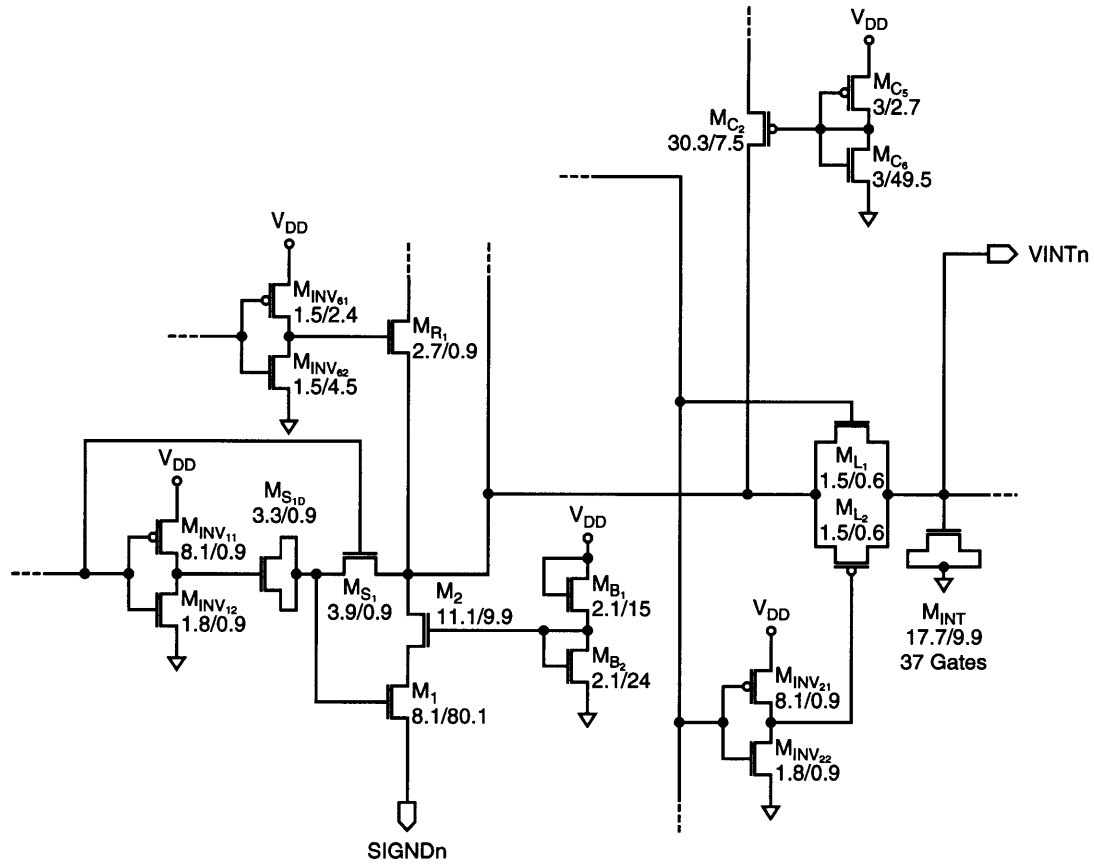 V_DD
M_C5
3/2.7
M_C2
30.3/7.5
M_C6
3/49.5
V_DD
VINTn
M_INV61
1.5/2.4
M_R1
2.7/0.9
M_INV62
1.5/4.5
V_DD
M_S1D
3.3/0.9
M_L1
1.5/0.6
M_L2
1.5/0.6
V_DD
M_INV11
8.1/0.9
M_S1
3.9/0.9
M_2
11.1/9.9
M_B1
2.1/15
M_INV12
1.8/0.9
M_B2
2.1/24
V_DD
M_INT
17.7/9.9
37 Gates
M_1
8.1/80.1
M_INV21
8.1/0.9
M_INV22
1.8/0.9
SIGNDn